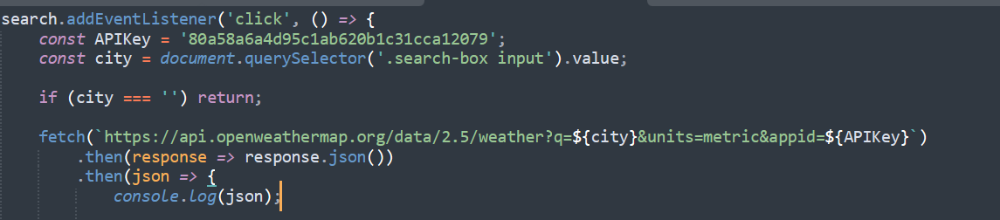 search.addEventListener('click', () => {
    const APIKey = '80a58a6a4d95c1ab620b1c31cca12079';
    const city = document.querySelector('.search-box input').value;
    if (city === '') return;
    fetch(`https://api.openweathermap.org/data/2.5/weather?q=${city}&units=metric&appid=${APIKey}`)
        .then(response => response.json())
        .then(json => {
            console.log(json);